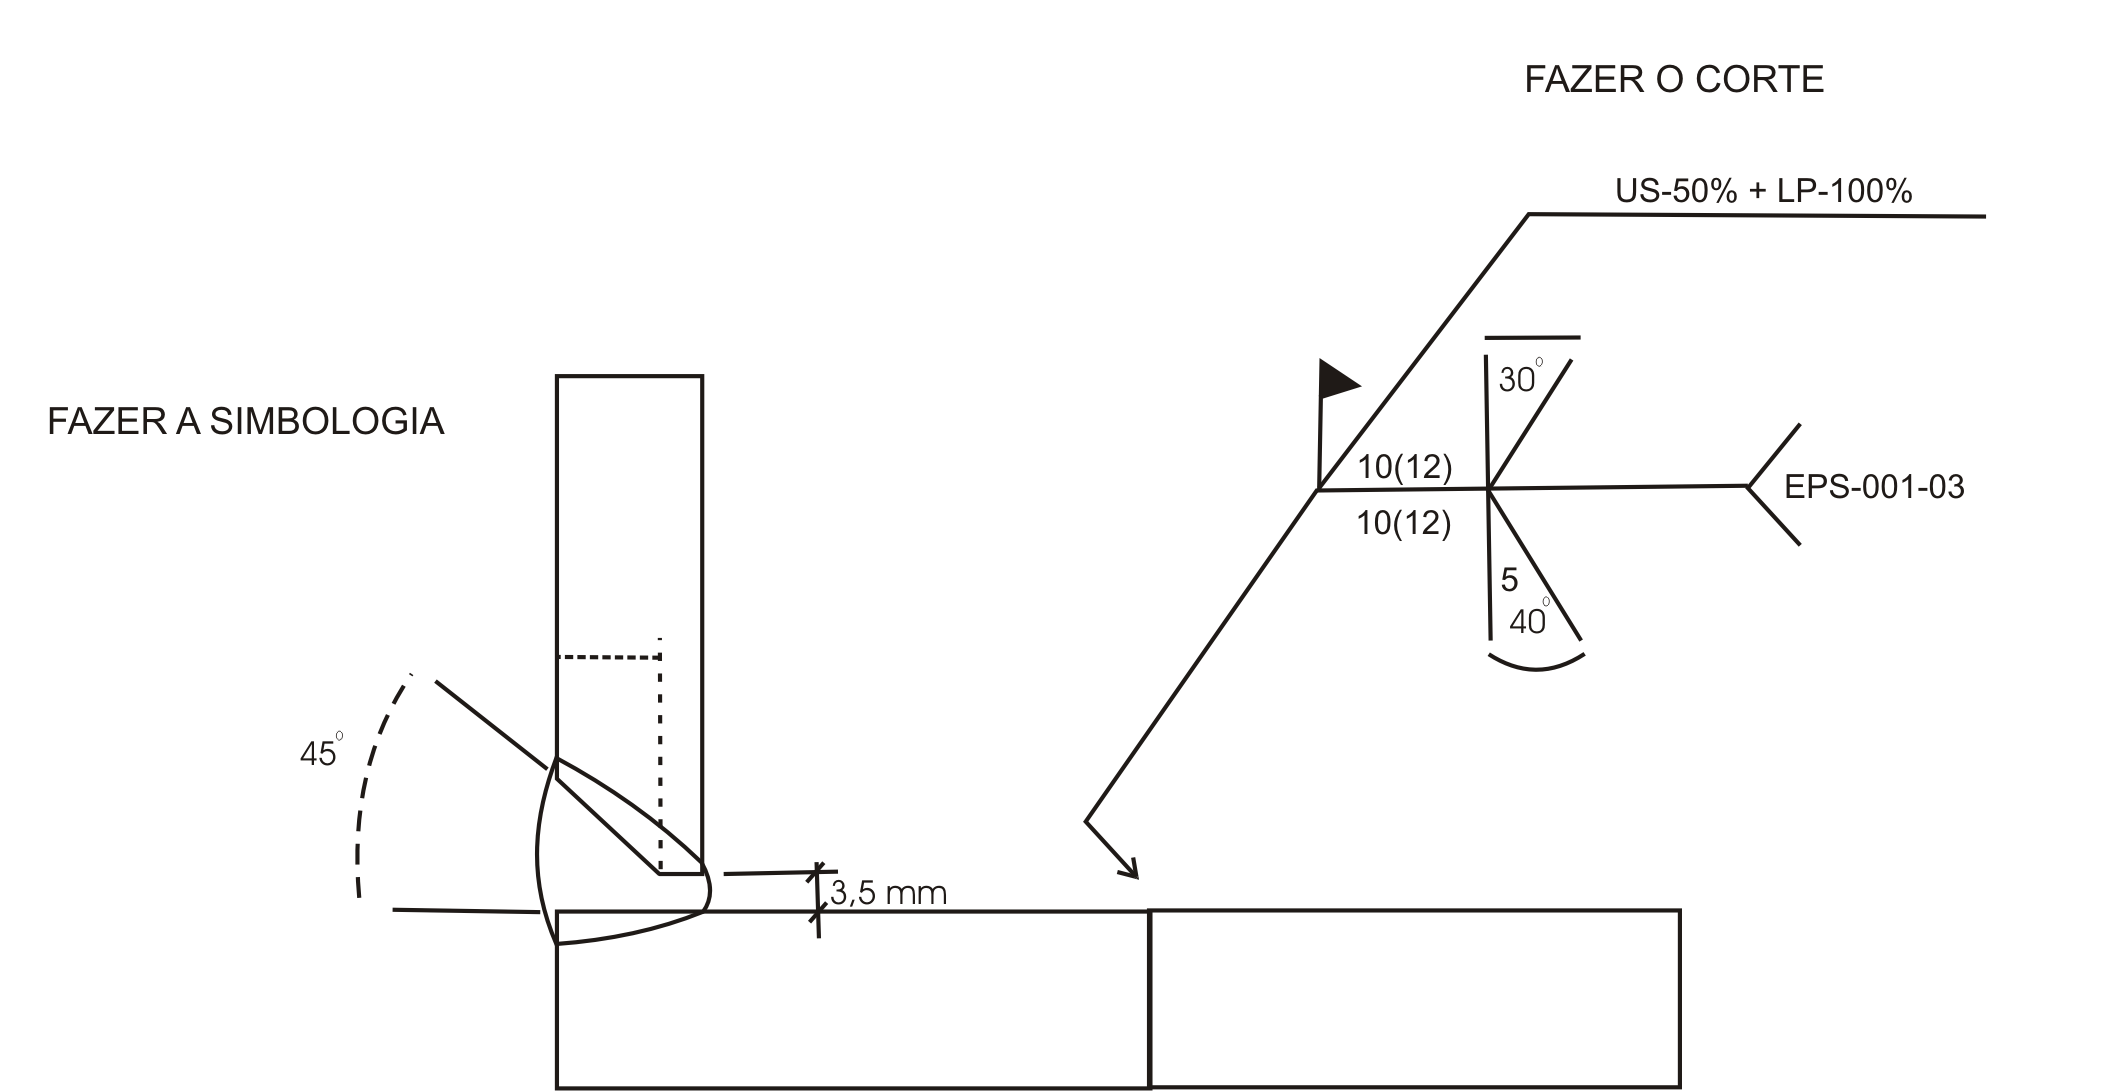 FAZER O CORTE
US-50% + LP-100%
30°
FAZER A SIMBOLOGIA
10(12)
EPS-001-03
10(12)
5
40°
45°
3,5 mm